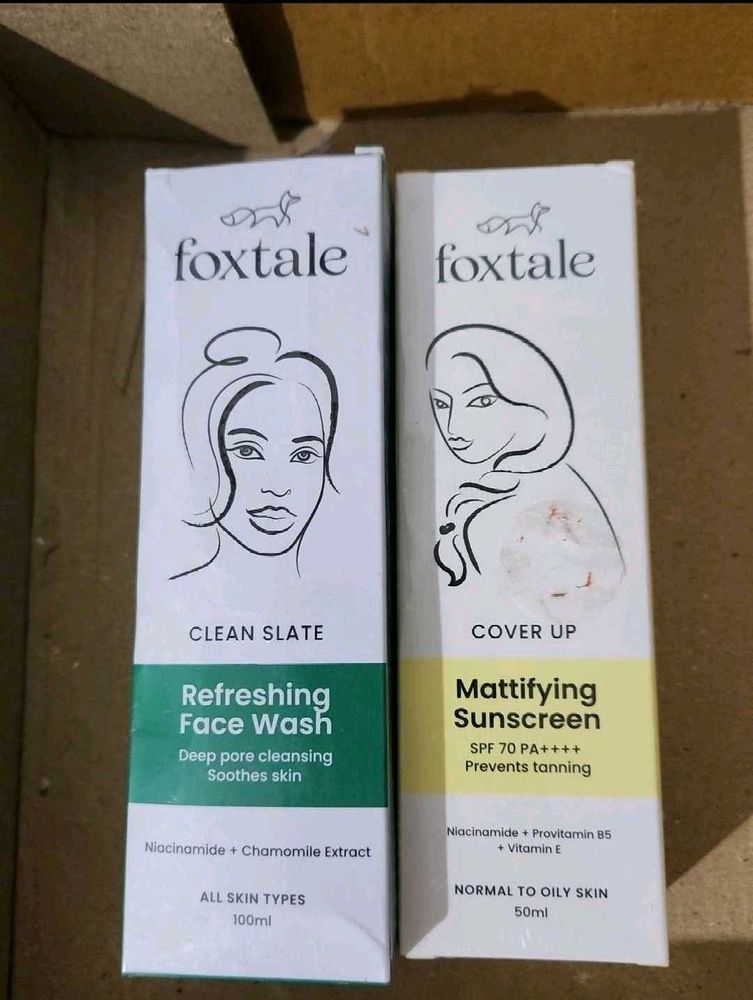 foxtale
CLEAN SLATE
Refreshing
Face Wash
Deep pore cleansing
Soothes skin
Niacinamide + Chamomile Extract
ALL SKIN TYPES
100ml
foxtale
COVER UP
Mattifying
Sunscreen
SPF 70 PA++++
Prevents tanning
Niacinamide + Provitamin B5
+ Vitamin E
NORMAL TO OILY SKIN
50ml